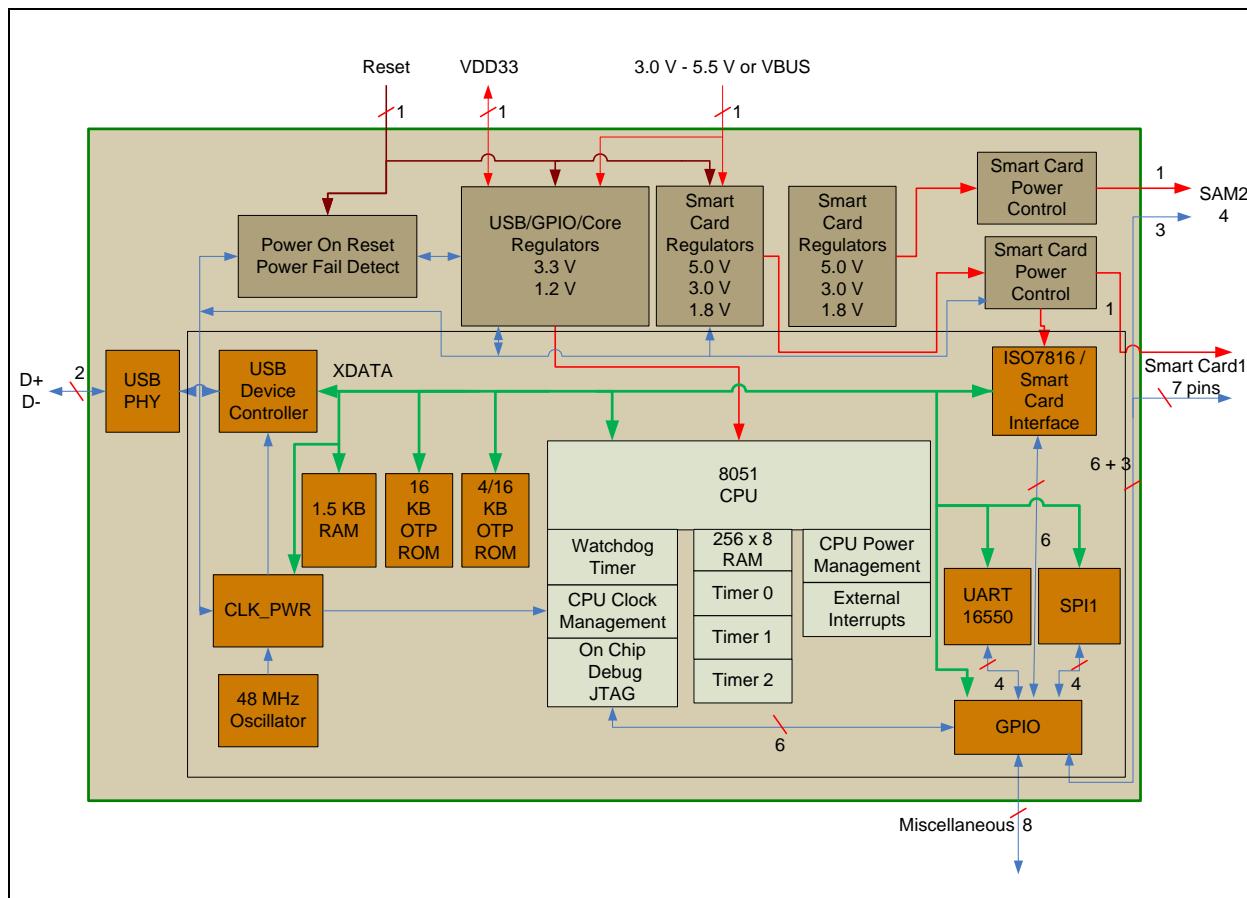 Reset
VDD33
3.0 V - 5.5 V or VBUS
1
1
1
Smart Card
Power
Control
1
SAM2
4
3
Power On Reset
Power Fail Detect
USB/GPIO/Core
Regulators
3.3 V
1.2 V
Smart
Card
Regulators
5.0 V
3.0 V
1.8 V
Smart
Card
Regulators
5.0 V
3.0 V
1.8 V
Smart Card
Power
Control
1
D+
D-
2
USB
PHY
USB
Device
Controller
XDATA
ISO7816 /
Smart
Card
Interface
Smart Card1
7 pins
1.5 KB
RAM
16
KB
OTP
ROM
4/16
KB
OTP
ROM
8051
CPU
6 + 3
Watchdog
Timer
256 x 8
RAM
CPU Power
Management
6
CLK_PWR
CPU Clock
Management
Timer 0
External
Interrupts
UART
16550
SPI1
Timer 1
On Chip
Debug
JTAG
Timer 2
4
4
48 MHz
Oscillator
6
GPIO
Miscellaneous
8